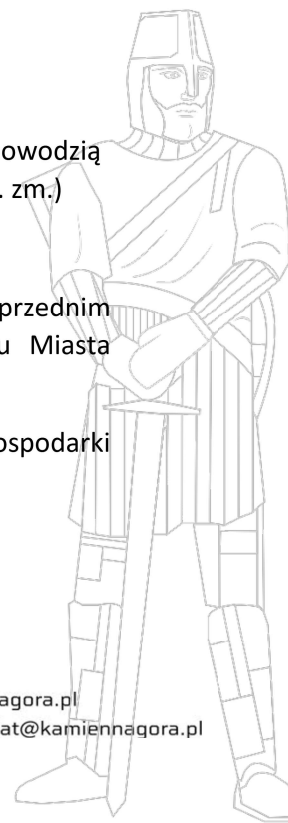 owodzią
. zm.)
przednim
u Miasta
ospodarki
agora.pl
at@kamiennagora.pl